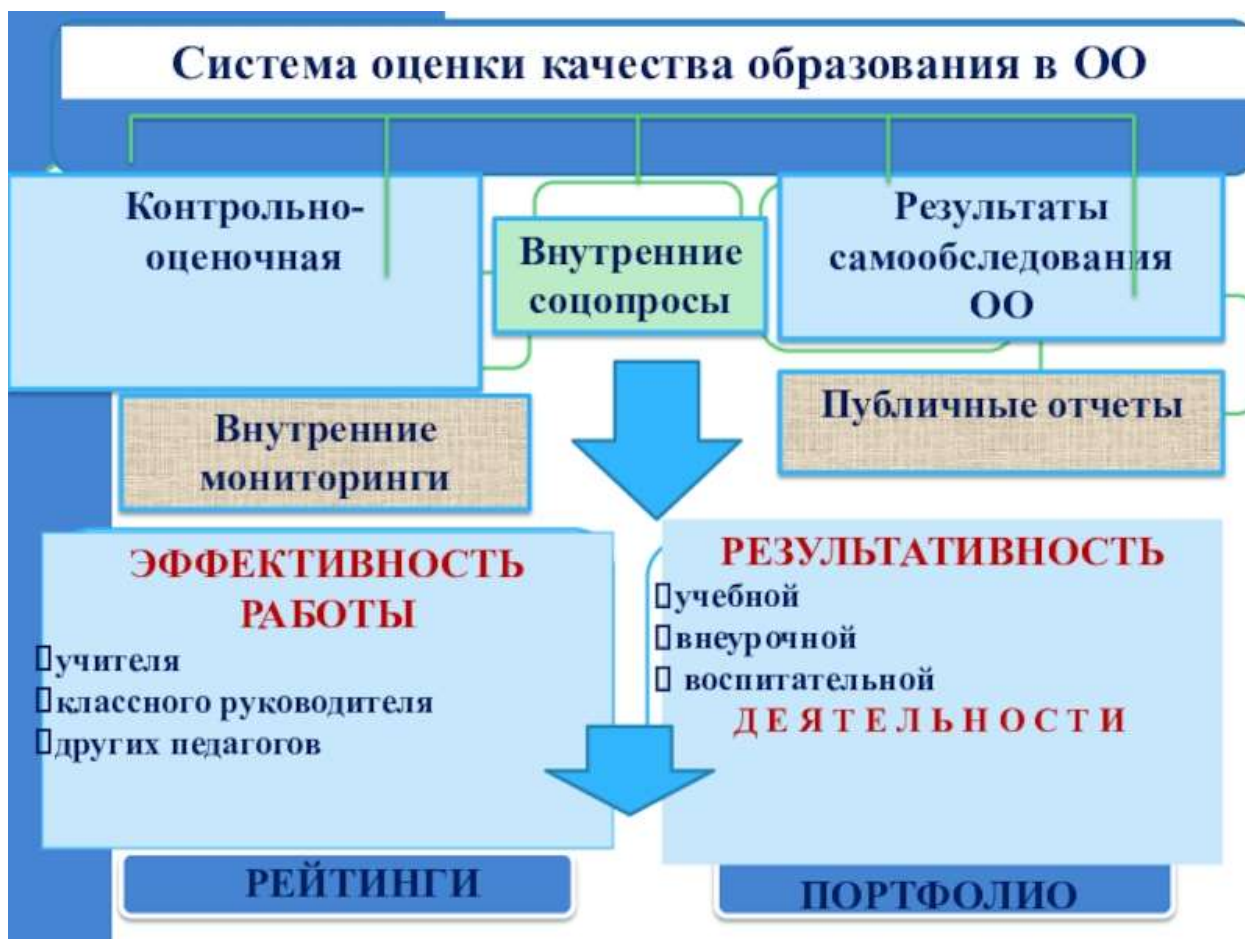 Система оценки качества образования в ОО
Контрольно-
оценочная
Внутренние
соцопросы
Результаты
самообследования
ОО
Внутренние
мониторинги
Публичные отчеты
ЭФФЕКТИВНОСТЬ
РАБОТЫ
учителя
классного руководителя
других педагогов
РЕЗУЛЬТАТИВНОСТЬ
учебной
внеурочной
воспитательной
Д Е Я Т Е Л Ь Н О С Т И
РЕЙТИНГИ
ПОРТФОЛИО